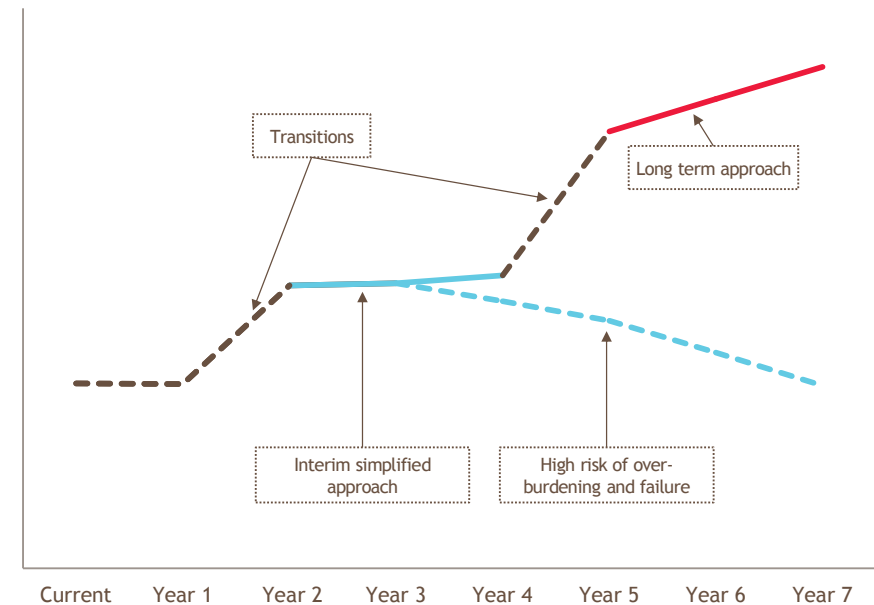 Transitions
Long term approach
Interim simplified
approach
High risk of over-
burdening and failure
Current Year 1 Year 2 Year 3 Year 4 Year 5 Year 6 Year 7